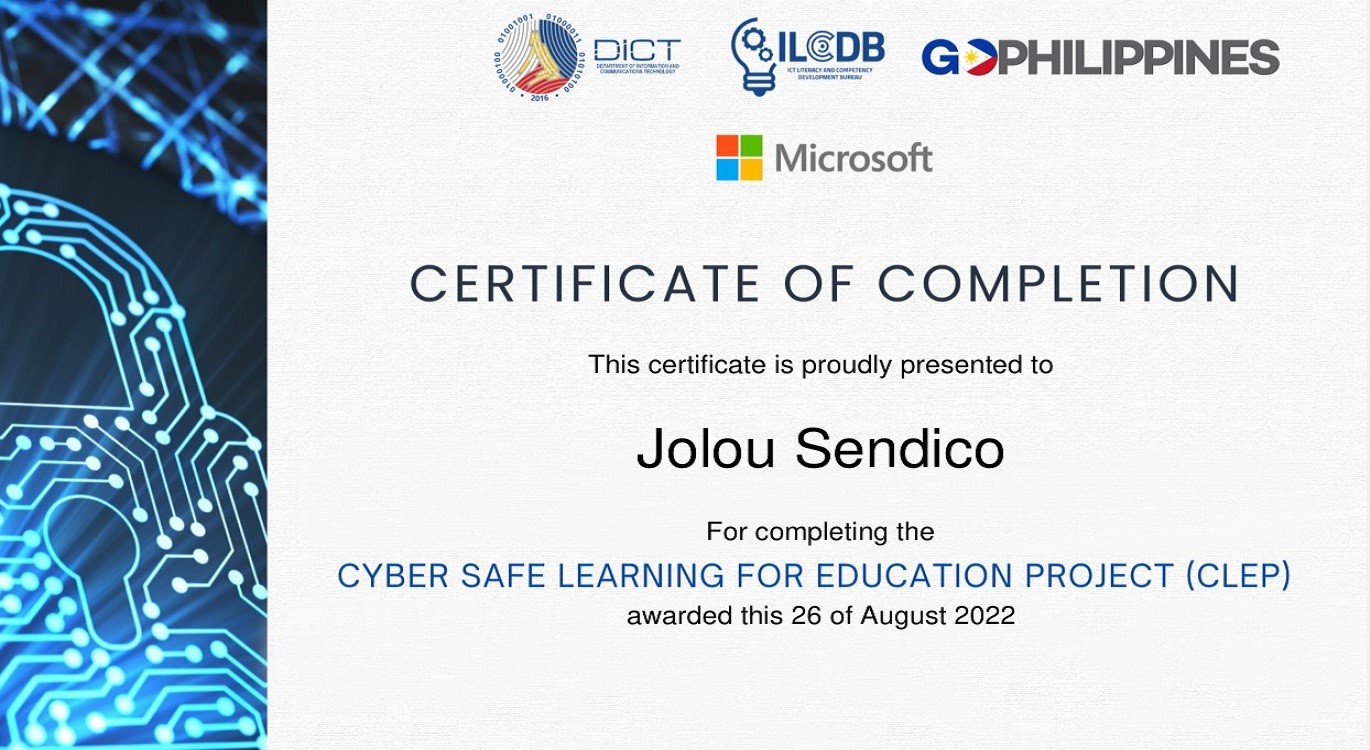 01001001 01000011 01010100 01000100
DICT
DEPARTMENT OF INFORMATION AND
COMMUNICATIONS TECHNOLOGY
• 2016 •
ILCDB
ICT LITERACY AND COMPETENCY
DEVELOPMENT BUREAU
GOPHILIPPINES
Microsoft
CERTIFICATE OF COMPLETION
This certificate is proudly presented to
Jolou Sendico
For completing the
CYBER SAFE LEARNING FOR EDUCATION PROJECT (CLEP)
awarded this 26 of August 2022